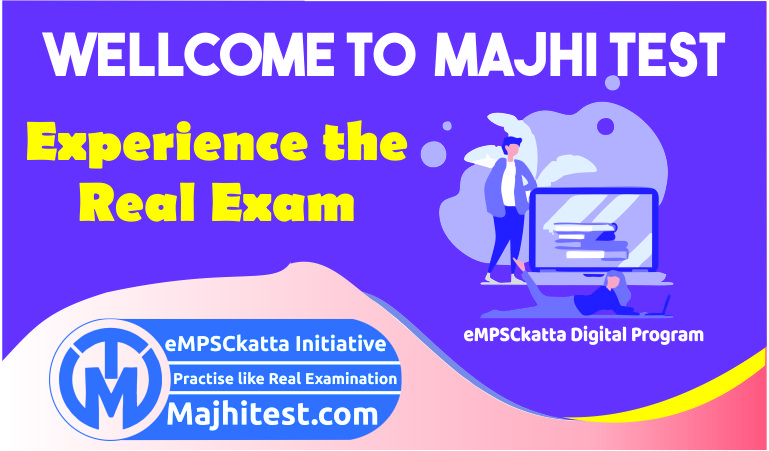 WELLCOME TO MAJHI TEST
Experience the
Real Exam
eMPSCkatta Digital Program
eMPSCkatta Initiative
Practise like Real Examination
Majhitest.com
TM